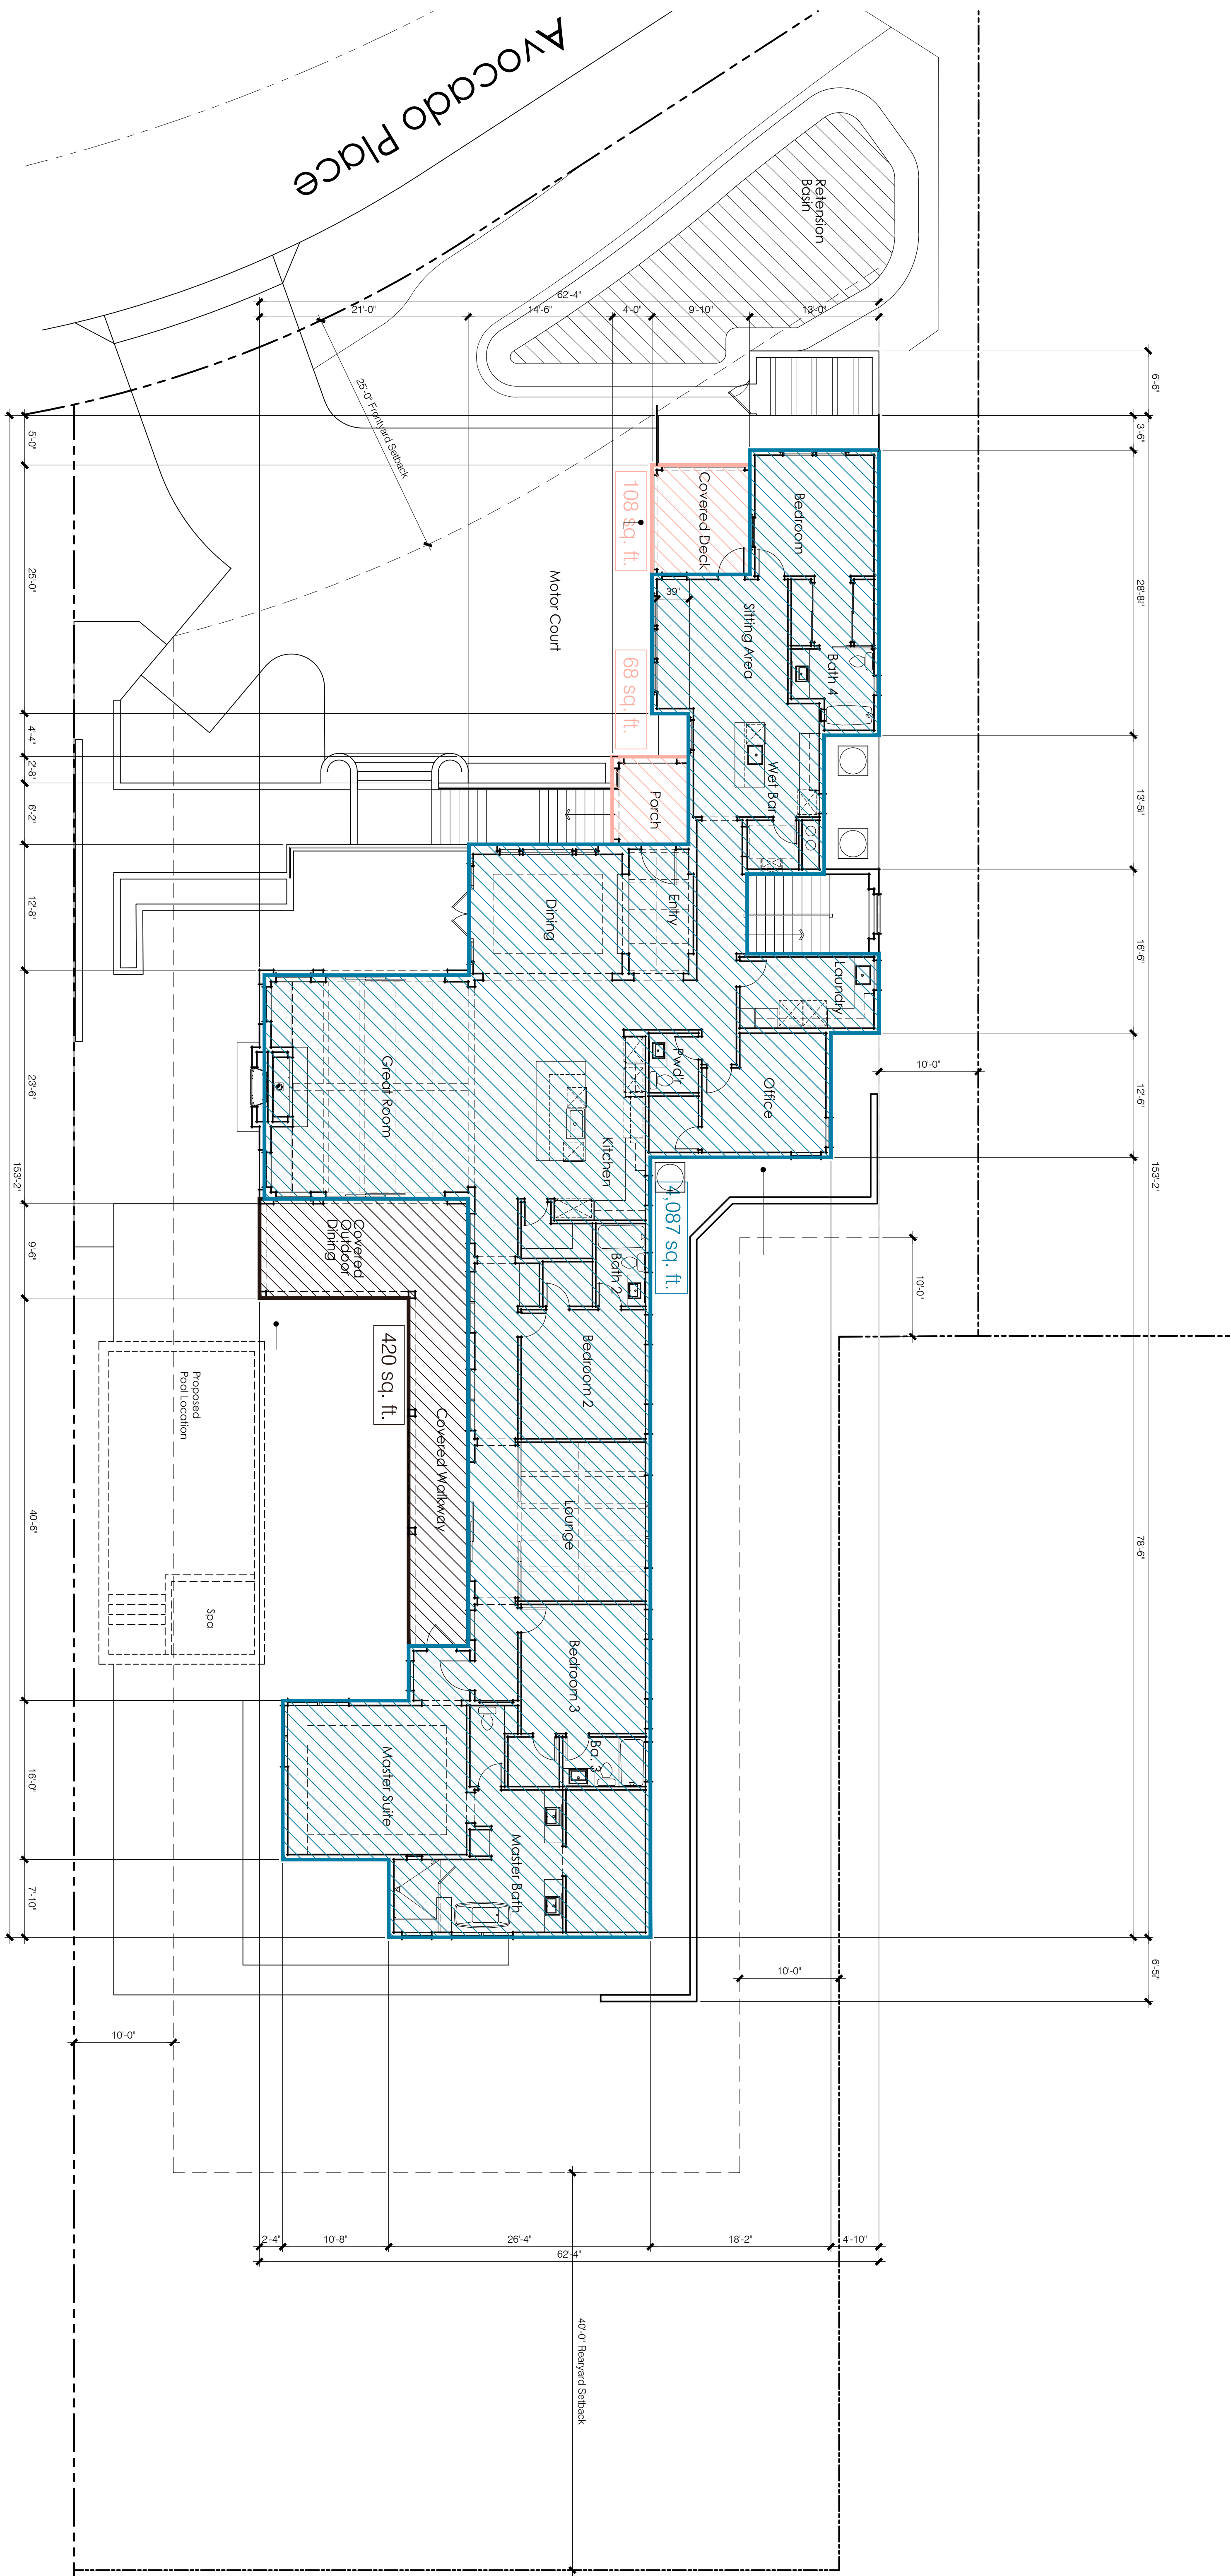 Avocado Place
Retension
Basin
62'-4"
21'-0"
14'-6"
4'-0"
9'-10"
13'-0"
25'-0" Frontyard Setback
6'-6"
3'-6"
28'-8"
13'-5"
16'-6"
10'-0"
12'-6"
153'-2"
10'-0"
78'-6"
6'-5"
5'-0"
25'-0"
4'-4"
2'-8"
6'-2"
12'-8"
23'-6"
153'-2"
9'-6"
40'-6"
16'-0"
7'-10"
Motor Court
108 sq. ft.
Covered Deck
Bedroom
39"
Sitting Area
Bath 4
68 sq. ft.
Wet Bar
Porch
Dining
Entry
Laundry
Great Room
Pwd'r
Office
Kitchen
4,087 sq. ft.
Covered
Outdoor
Dining
Bath 2
Bedroom 2
420 sq. ft.
Covered Walkway
Proposed
Pool Location
Lounge
Spa
Bedroom 3
Ba. 3
Master Suite
Master Bath
10'-0"
10'-0"
2'-4"
10'-8"
26'-4"
18'-2"
4'-10"
62'-4"
40'-0" Rearyard Setback